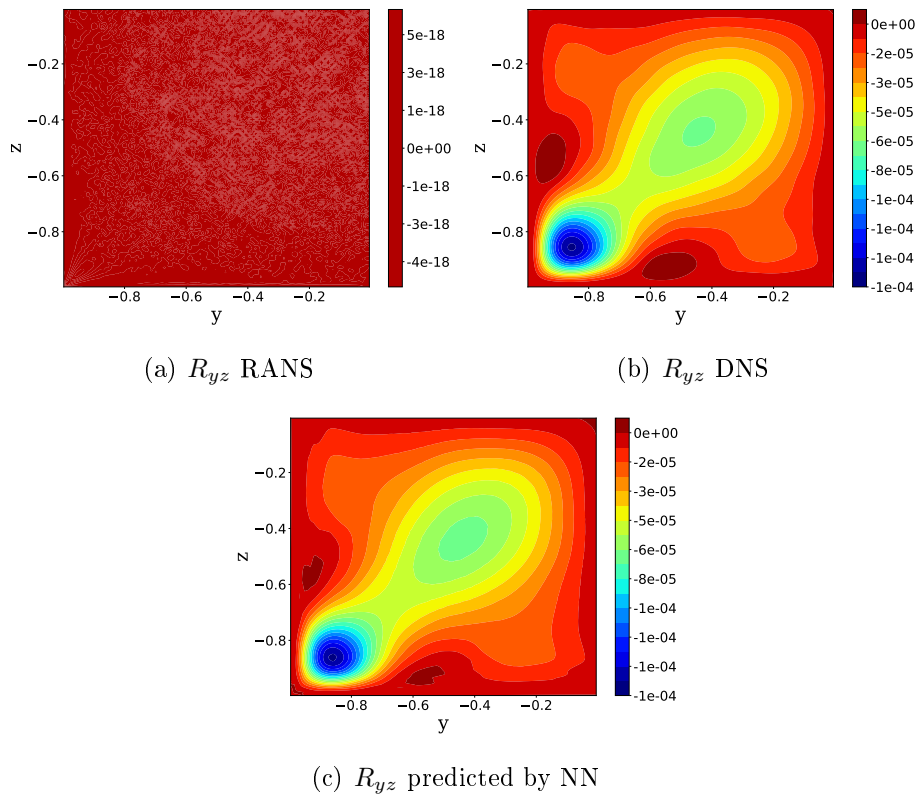 5e-18
3e-18
1e-18
0e+00
-1e-18
-3e-18
-4e-18
−0.2
−0.4
−0.6
−0.8
z
−0.8 −0.6 −0.4 −0.2
y
(a) Ryz RANS
0e+00
-2e-05
-3e-05
-5e-05
-6e-05
-8e-05
-1e-04
-1e-04
-1e-04
-1e-04
−0.2
−0.4
−0.6
−0.8
z
−0.8 −0.6 −0.4 −0.2
y
(b) Ryz DNS
0e+00
-2e-05
-3e-05
-5e-05
-6e-05
-8e-05
-1e-04
-1e-04
-1e-04
-1e-04
−0.2
−0.4
−0.6
−0.8
z
−0.8 −0.6 −0.4 −0.2
y
(c) Ryz predicted by NN